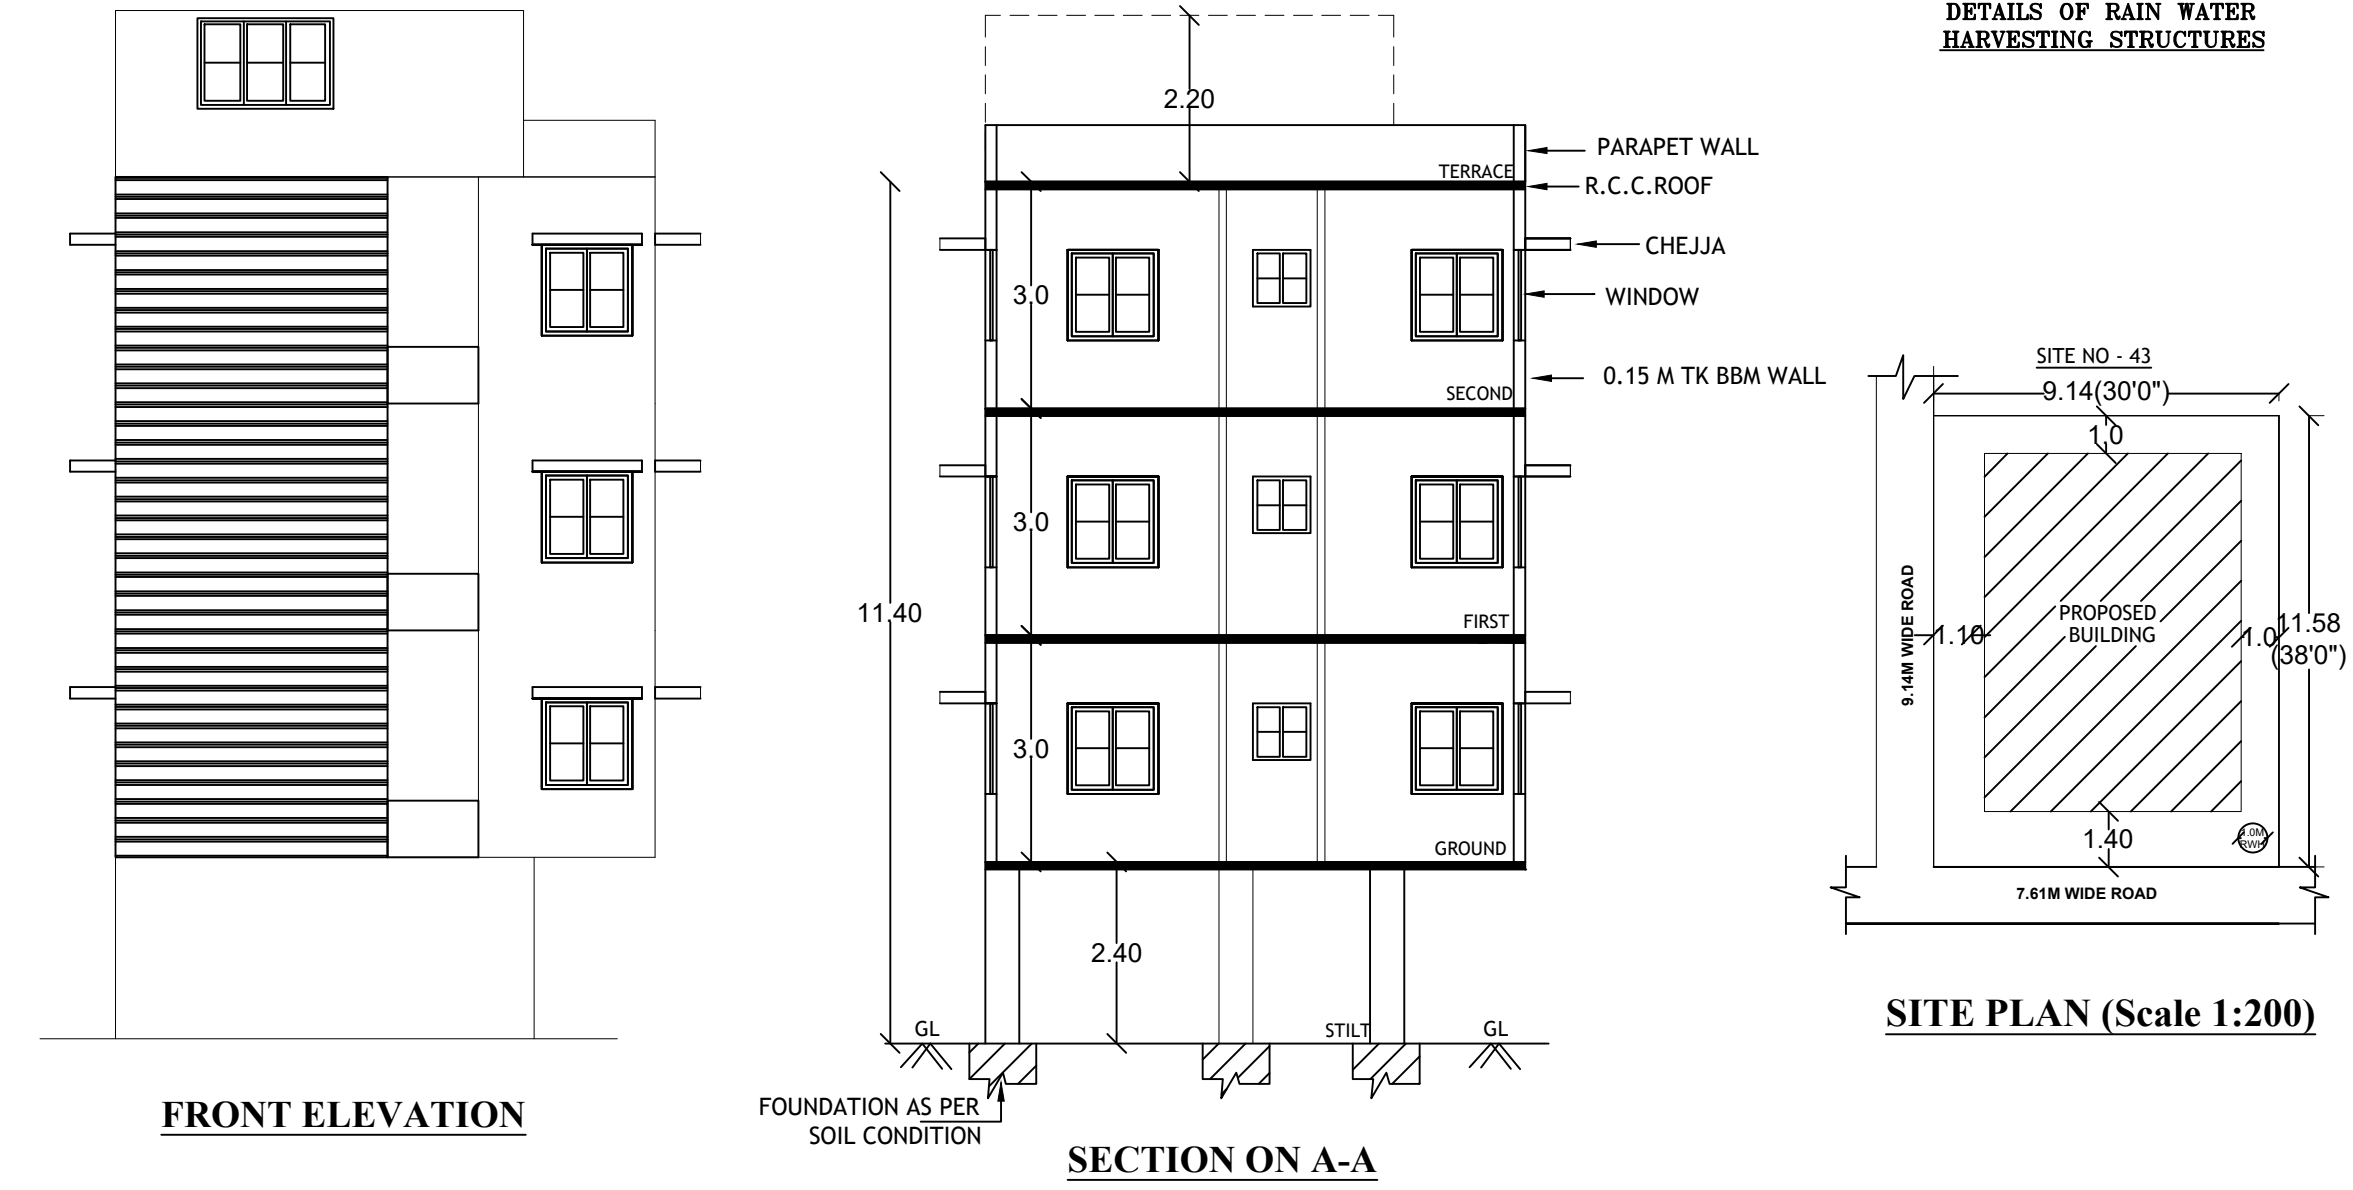 DETAILS OF RAIN WATER
HARVESTING STRUCTURES
2.20
PARAPET WALL
TERRACE
R.C.C.ROOF
CHEJJA
3.0
WINDOW
0.15 M TK BBM WALL
SECOND
3.0
11.40
FIRST
3.0
GROUND
2.40
STILT
GL
GL
FOUNDATION AS PER
SOIL CONDITION
FRONT ELEVATION
SECTION ON A-A
SITE NO - 43
9.14(30'0")
1.0
9.14M WIDE ROAD
PROPOSED
BUILDING
1.10
1.0
11.58
(38'0")
1.40
1.0M
RWH
7.61M WIDE ROAD
SITE PLAN (Scale 1:200)